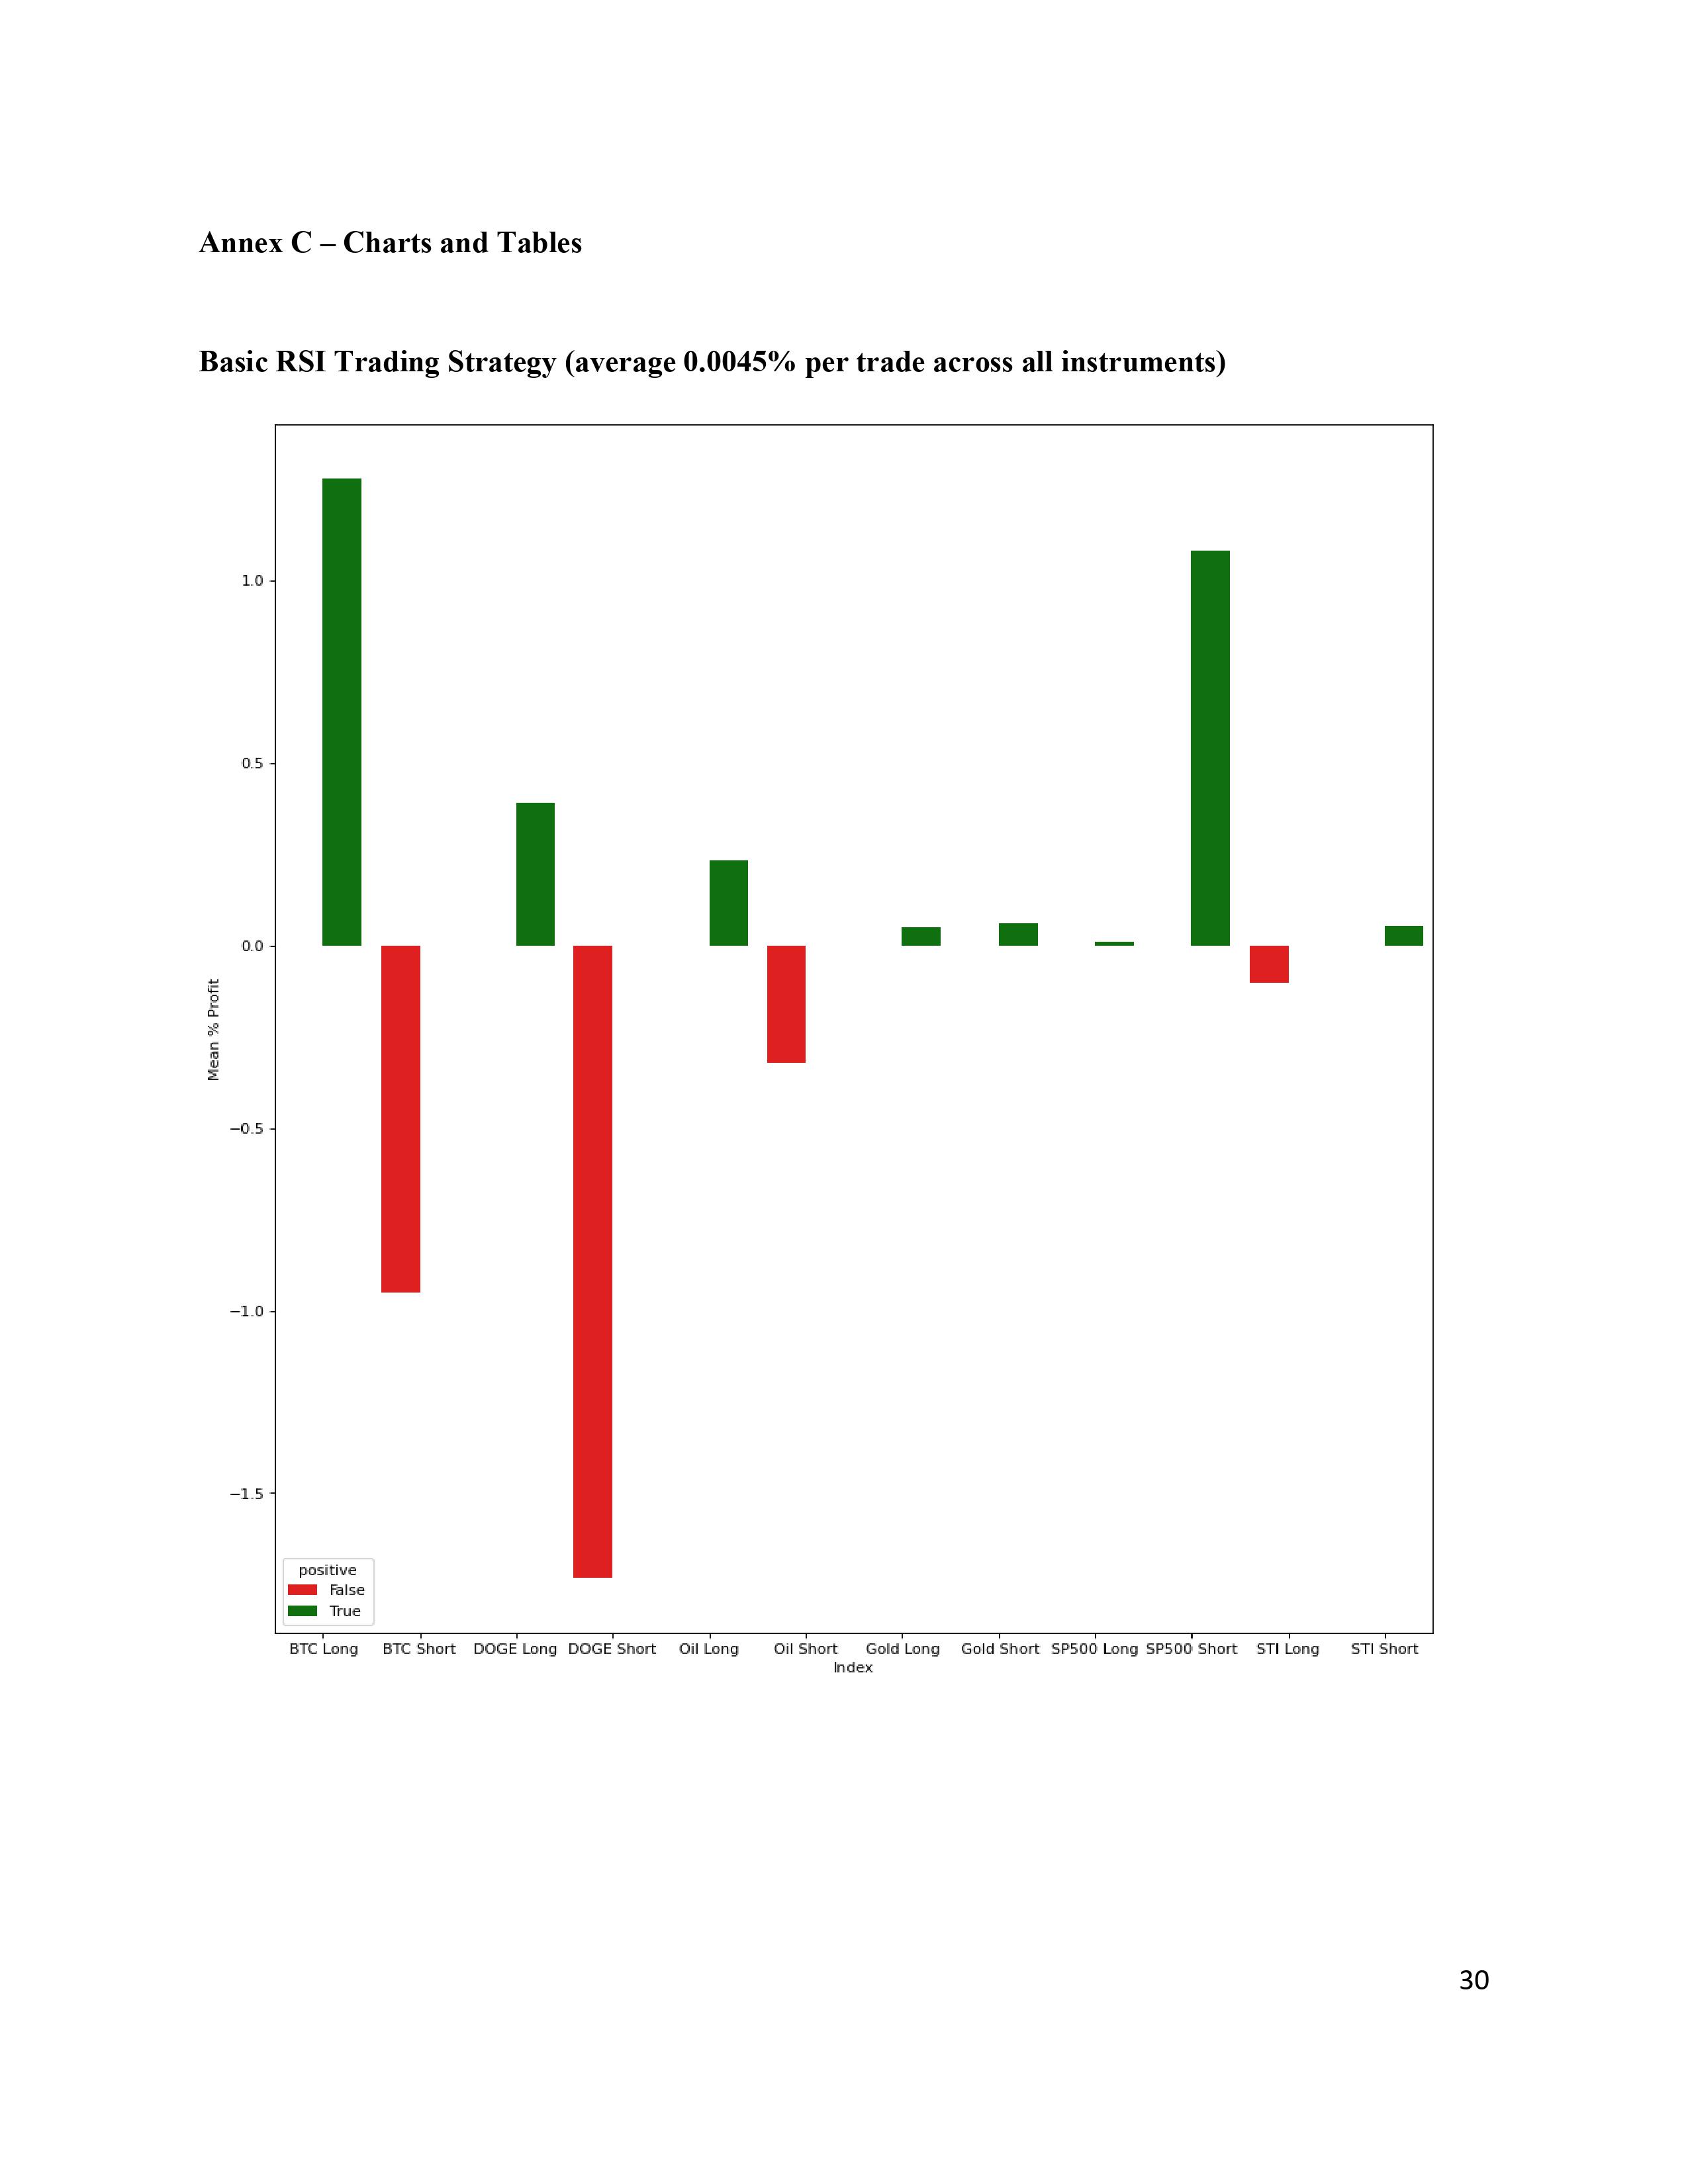 Annex C – Charts and Tables
Basic RSI Trading Strategy (average 0.0045% per trade across all instruments)
1.0
0.5
0.0
−0.5
−1.0
−1.5
Mean % Profit
positive
False
True
BTC Long BTC Short DOGE Long DOGE Short Oil Long Oil Short Gold Long Gold Short SP500 Long SP500 Short STI Long STI Short
Index
30